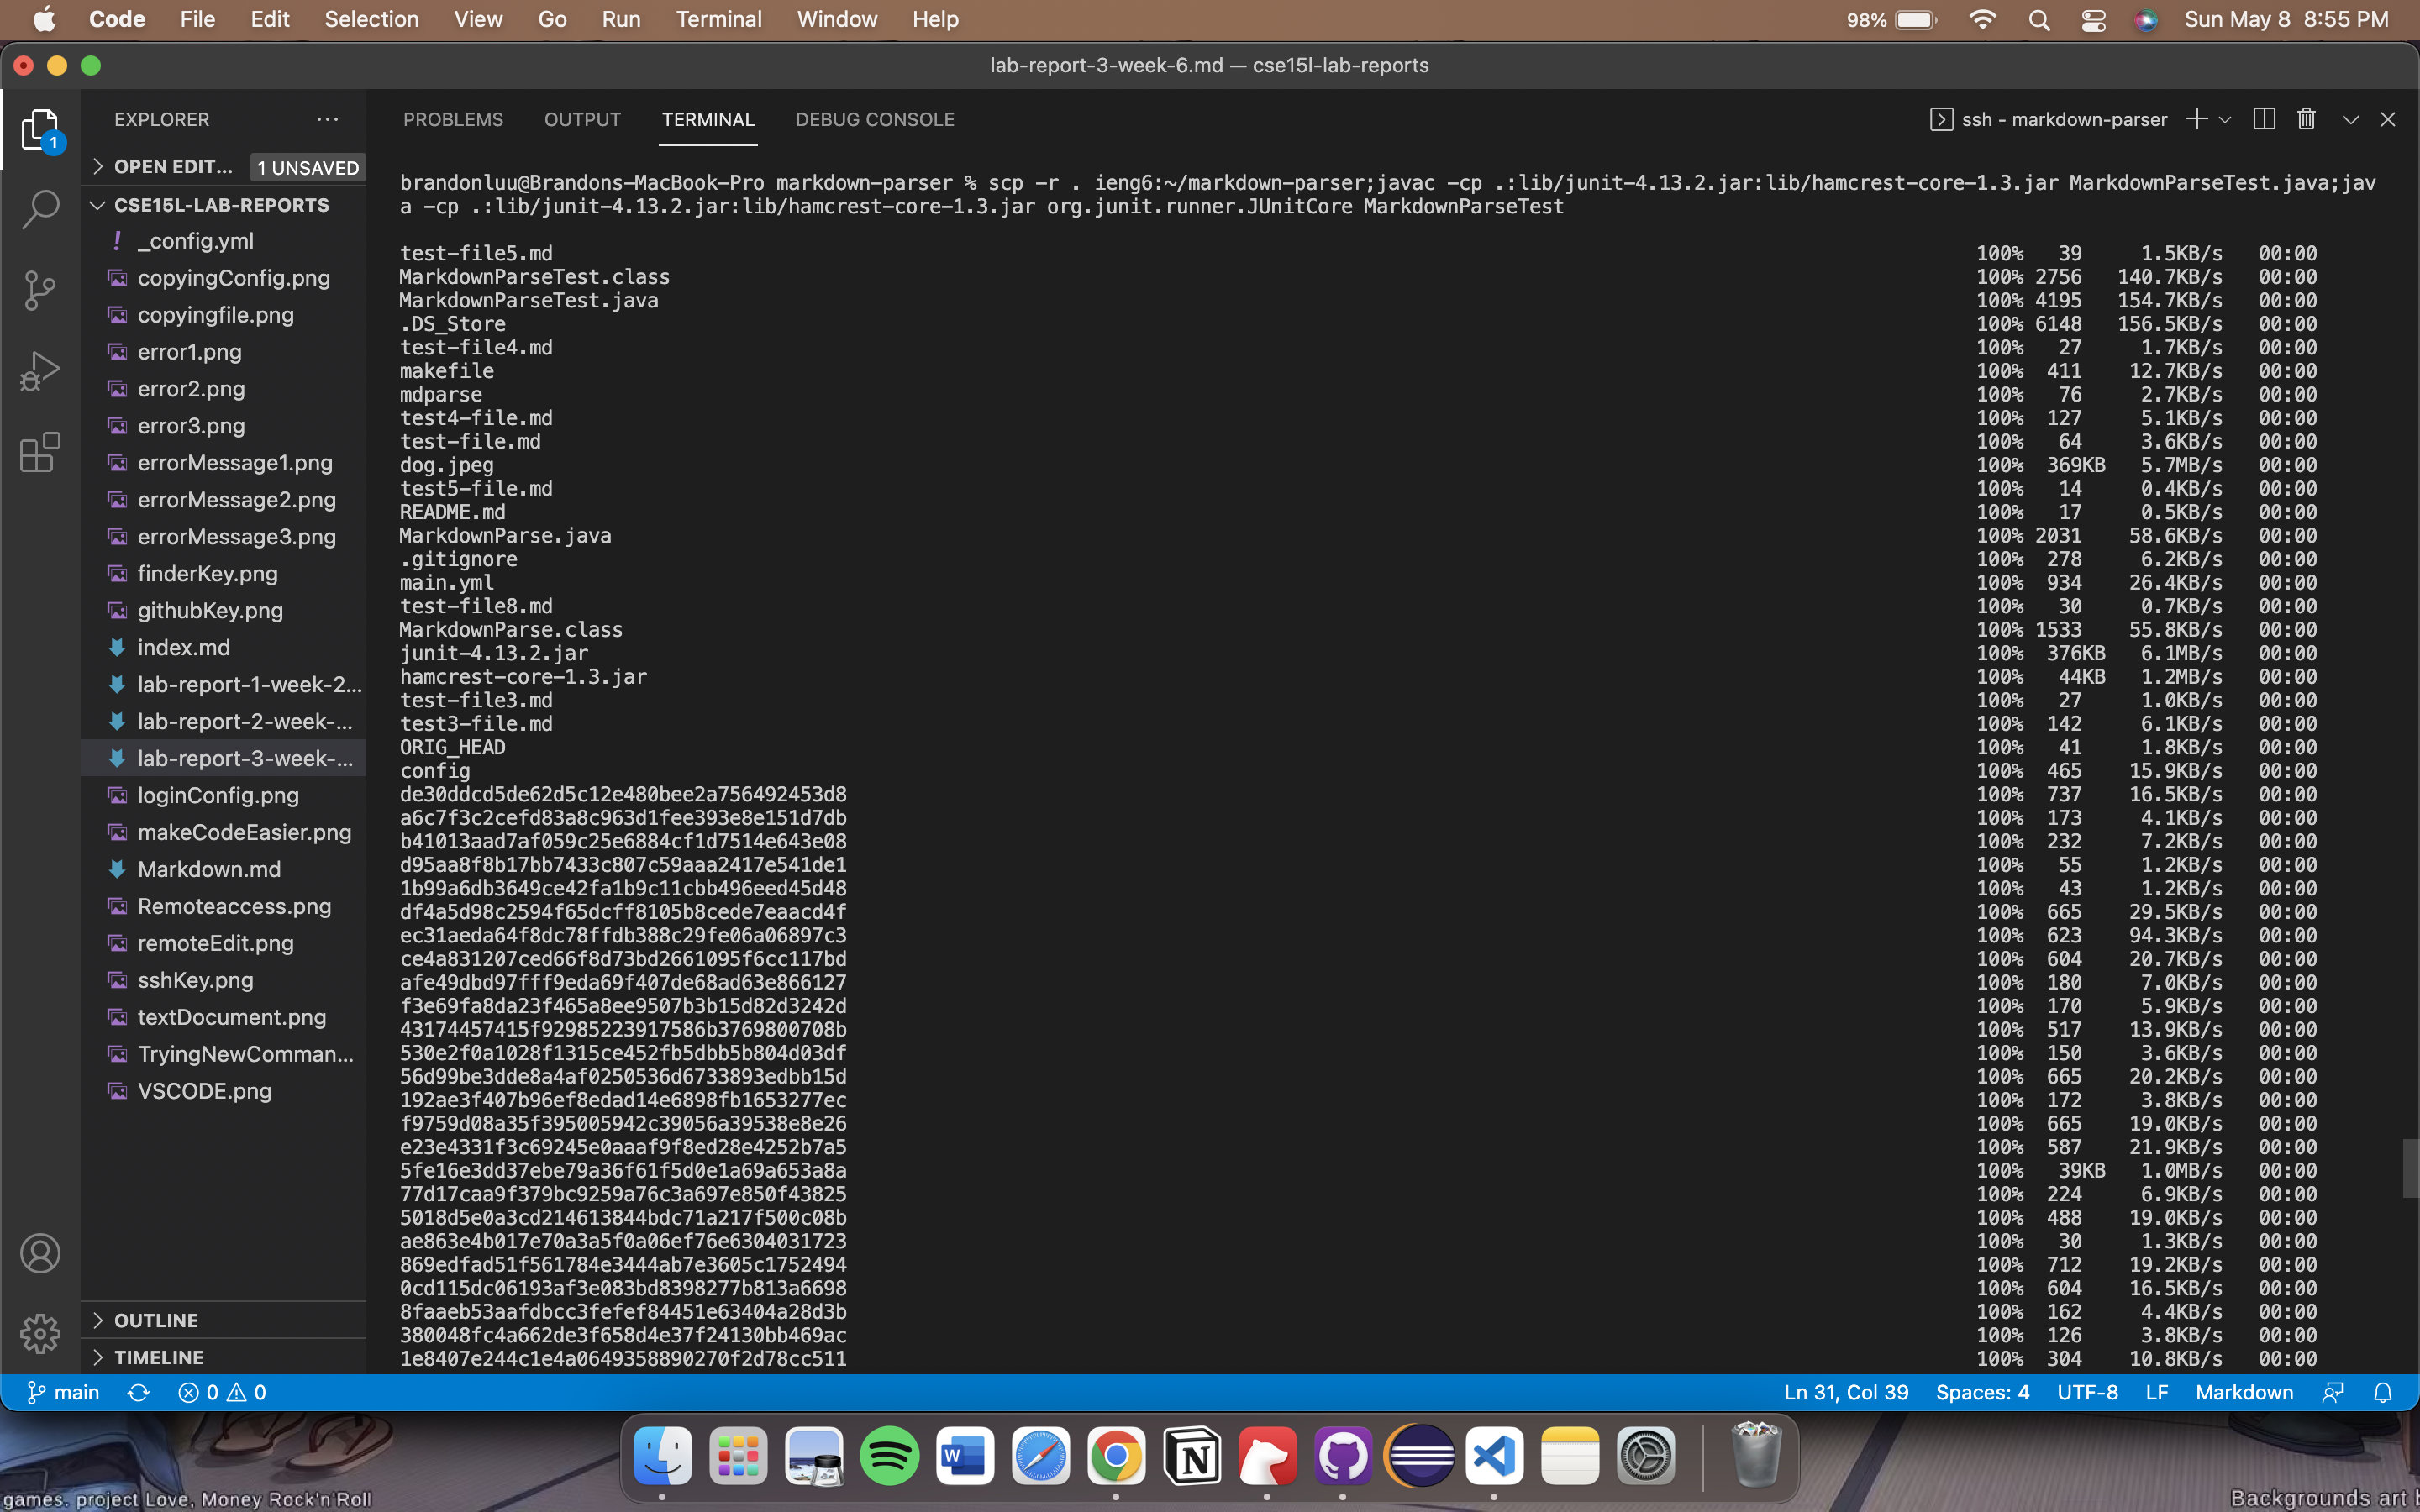 Code File Edit Selection View Go Run Terminal Window Help 98% Sun May 8 8:55 PM
lab-report-3-week-6.md — cse15l-lab-reports
EXPLORER ... PROBLEMS OUTPUT TERMINAL DEBUG CONSOLE ssh - markdown-parser
1
OPEN EDIT... 1 UNSAVED
CSE15L-LAB-REPORTS
! _config.yml
copyingConfig.png
copyingfile.png
error1.png
error2.png
error3.png
errorMessage1.png
errorMessage2.png
errorMessage3.png
finderKey.png
githubKey.png
index.md
lab-report-1-week-2...
lab-report-2-week-...
lab-report-3-week-...
loginConfig.png
makeCodeEasier.png
Markdown.md
Remoteaccess.png
remoteEdit.png
sshKey.png
textDocument.png
TryingNewComman...
VSCODE.png
OUTLINE
TIMELINE
brandonluu@Brandons-MacBook-Pro markdown-parser % scp -r . ieng6:~/markdown-parser;javac -cp .:lib/junit-4.13.2.jar:lib/hamcrest-core-1.3.jar MarkdownParseTest.java;jav
a -cp .:lib/junit-4.13.2.jar:lib/hamcrest-core-1.3.jar org.junit.runner.JUnitCore MarkdownParseTest
test-file5.md 100% 39 1.5KB/s 00:00
MarkdownParseTest.class 100% 2756 140.7KB/s 00:00
MarkdownParseTest.java 100% 4195 154.7KB/s 00:00
.DS_Store 100% 6148 156.5KB/s 00:00
test-file4.md 100% 27 1.7KB/s 00:00
makefile 100% 411 12.7KB/s 00:00
mdparse 100% 76 2.7KB/s 00:00
test4-file.md 100% 127 5.1KB/s 00:00
test-file.md 100% 64 3.6KB/s 00:00
dog.jpeg 100% 369KB 5.7MB/s 00:00
test5-file.md 100% 14 0.4KB/s 00:00
README.md 100% 17 0.5KB/s 00:00
MarkdownParse.java 100% 2031 58.6KB/s 00:00
.gitignore 100% 278 6.2KB/s 00:00
main.yml 100% 934 26.4KB/s 00:00
test-file8.md 100% 30 0.7KB/s 00:00
MarkdownParse.class 100% 1533 55.8KB/s 00:00
junit-4.13.2.jar 100% 376KB 6.1MB/s 00:00
hamcrest-core-1.3.jar 100% 44KB 1.2MB/s 00:00
test-file3.md 100% 27 1.0KB/s 00:00
test3-file.md 100% 142 6.1KB/s 00:00
ORIG_HEAD 100% 41 1.8KB/s 00:00
config 100% 465 15.9KB/s 00:00
de30ddcd5de62d5c12e480bee2a756492453d8 100% 737 16.5KB/s 00:00
a6c7f3c2cefd83a8c963d1fee393e8e151d7db 100% 173 4.1KB/s 00:00
b41013aad7af059c25e6884cf1d7514e643e08 100% 232 7.2KB/s 00:00
d95aa8f8b17bb7433c807c59aaa2417e541de1 100% 55 1.2KB/s 00:00
1b99a6db3649ce42fa1b9c11cbb496eed45d48 100% 43 1.2KB/s 00:00
df4a5d98c2594f65dcff8105b8cede7eaacd4f 100% 665 29.5KB/s 00:00
ec31aeda64f8dc78ffdb388c29fe06a06897c3 100% 623 94.3KB/s 00:00
ce4a831207ced66f8d73bd2661095f6cc117bd 100% 604 20.7KB/s 00:00
afe49dbd97fff9eda69f407de68ad63e866127 100% 180 7.0KB/s 00:00
f3e69fa8da23f465a8ee9507b3b15d82d3242d 100% 170 5.9KB/s 00:00
43174457415f92985223917586b3769800708b 100% 517 13.9KB/s 00:00
530e2f0a1028f1315ce452fb5dbb5b804d03df 100% 150 3.6KB/s 00:00
56d99be3dde8a4af0250536d6733893edbb15d 100% 665 20.2KB/s 00:00
192ae3f407b96ef8edad14e6898fb1653277ec 100% 172 3.8KB/s 00:00
f9759d08a35f395005942c39056a39538e8e26 100% 665 19.0KB/s 00:00
e23e4331f3c69245e0aaaf9f8ed28e4252b7a5 100% 587 21.9KB/s 00:00
5fe16e3dd37ebe79a36f61f5d0e1a69a653a8a 100% 39KB 1.0MB/s 00:00
77d17caa9f379bc9259a76c3a697e850f43825 100% 224 6.9KB/s 00:00
5018d5e0a3cd214613844bdc71a217f500c08b 100% 488 19.0KB/s 00:00
ae863e4b017e70a3a5f0a06ef76e6304031723 100% 30 1.3KB/s 00:00
869edfad51f561784e3444ab7e3605c1752494 100% 712 19.2KB/s 00:00
0cd115dc06193af3e083bd8398277b813a6698 100% 604 16.5KB/s 00:00
8faaeb53aafdbcc3fefef84451e63404a28d3b 100% 162 4.4KB/s 00:00
380048fc4a662de3f658d4e37f24130bb469ac 100% 126 3.8KB/s 00:00
1e8407e244c1e4a0649358890270f2d78cc511 100% 304 10.8KB/s 00:00
main 0 0 Ln 31, Col 39 Spaces: 4 UTF-8 LF Markdown
W
games. project Love, Money Rock'n'Roll
Backgrounds art